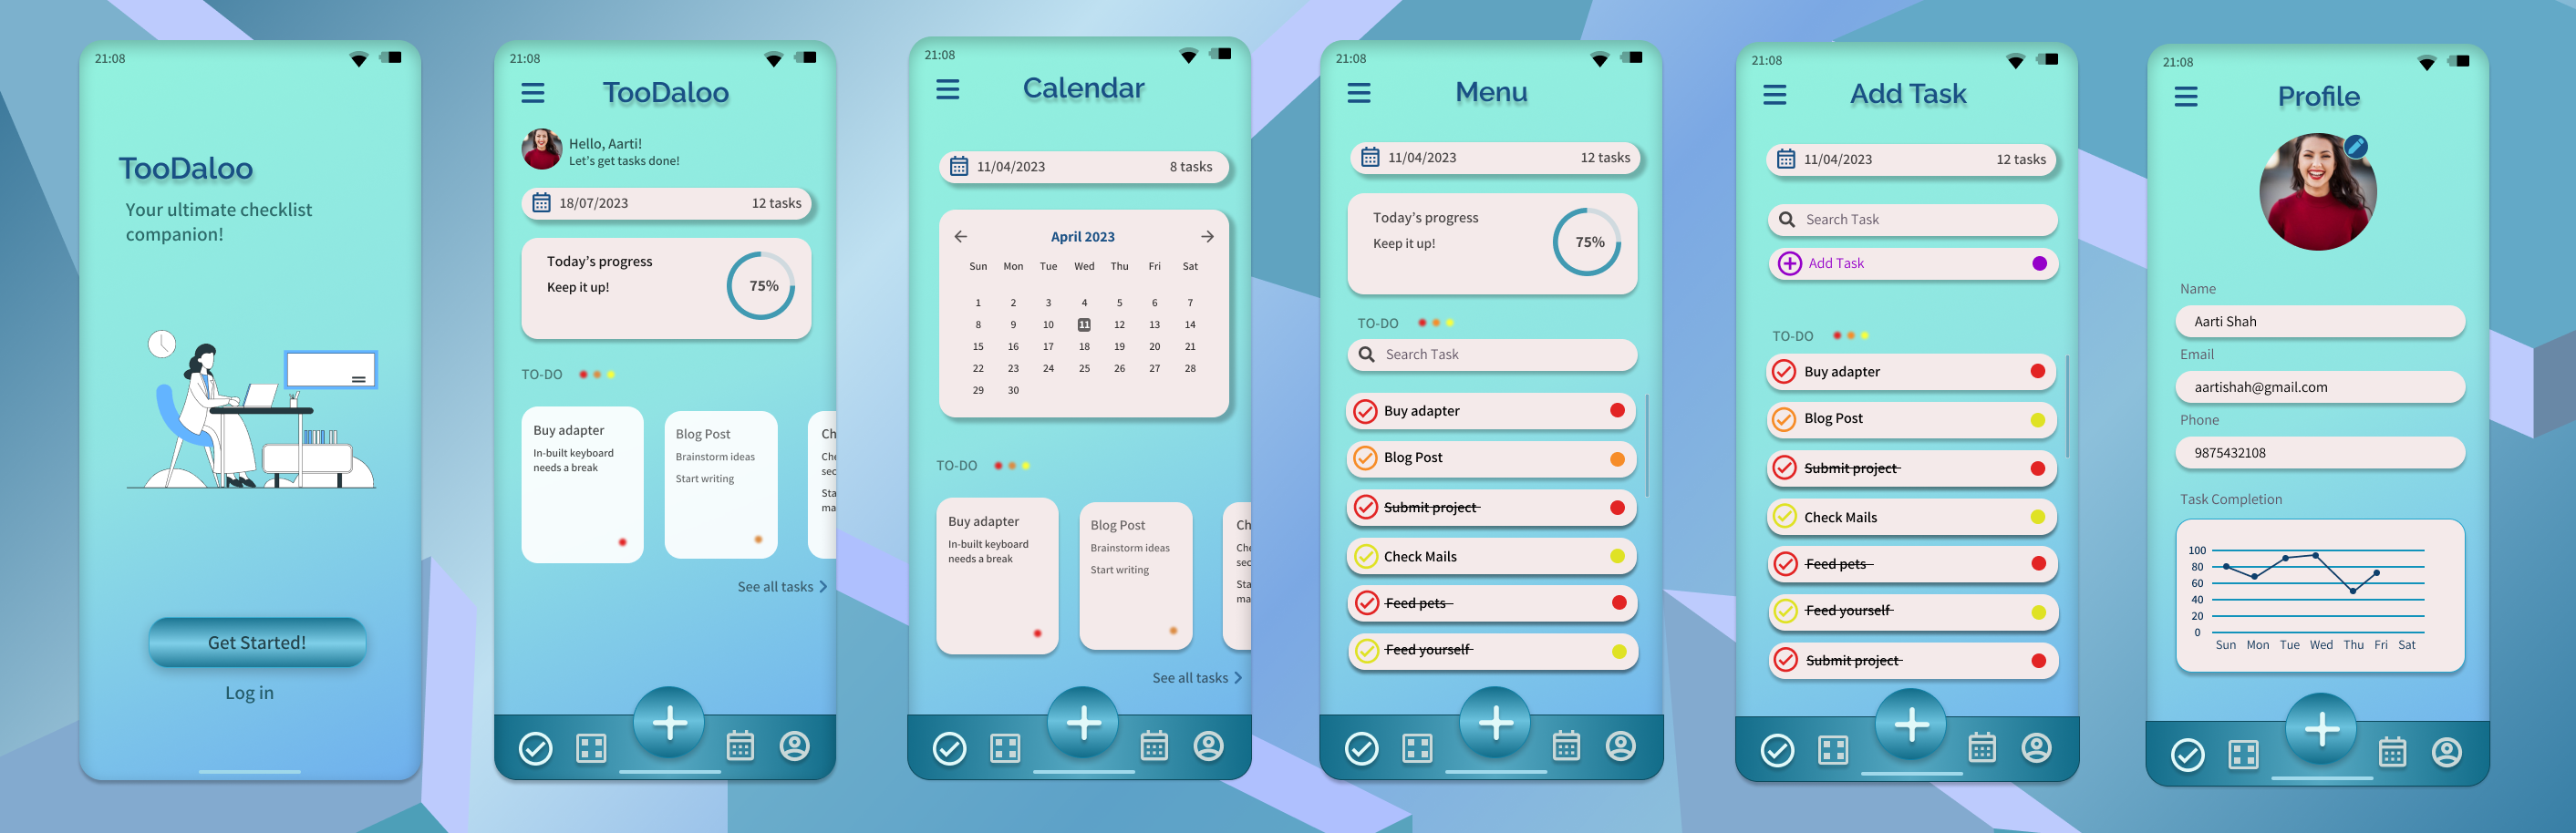 21:08
TooDaloo
Your ultimate checklist
companion!
Get Started!
Log in
21:08
TooDaloo
Hello, Aarti!
Let's get tasks done!
18/07/2023 12 tasks
Today's progress
Keep it up!
75%
TO-DO
Buy adapter
In-built keyboard
needs a break
Blog Post
Brainstorm ideas
Start writing
Ch
Che
sec
Sta
ma
See all tasks
21:08
Calendar
11/04/2023 8 tasks
April 2023
Sun Mon Tue Wed Thu Fri Sat
1 2 3 4 5 6 7
8 9 10 11 12 13 14
15 16 17 18 19 20 21
22 23 24 25 26 27 28
29 30
TO-DO
Buy adapter
In-built keyboard
needs a break
Blog Post
Brainstorm ideas
Start writing
Ch
Che
sec
Sta
ma
See all tasks
21:08
Menu
11/04/2023 12 tasks
Today's progress
Keep it up!
75%
TO-DO
Search Task
Buy adapter
Blog Post
Submit project
Check Mails
Feed pets
Feed yourself
21:08
Add Task
11/04/2023 12 tasks
Search Task
Add Task
TO-DO
Buy adapter
Blog Post
Submit project
Check Mails
Feed pets
Feed yourself
Submit project
21:08
Profile
Name
Aarti Shah
Email
aartishah@gmail.com
Phone
9875432108
Task Completion
100
80
60
40
20
0
Sun Mon Tue Wed Thu Fri Sat